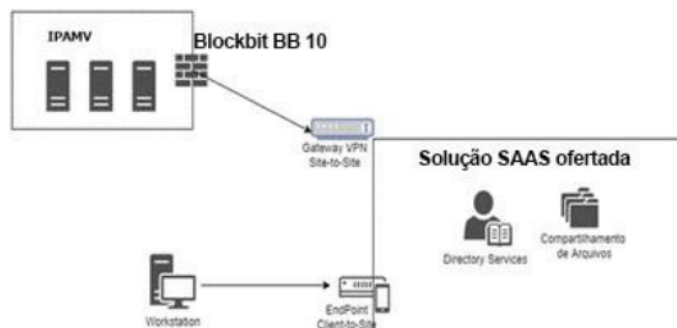 IPAMV
Blockbit BB 10
Gateway VPN
Site-to-Site
Solução SAAS ofertada
Directory Services
Compartilhamento
de Arquivos
Workstation
EndPoint
Client-to-Site